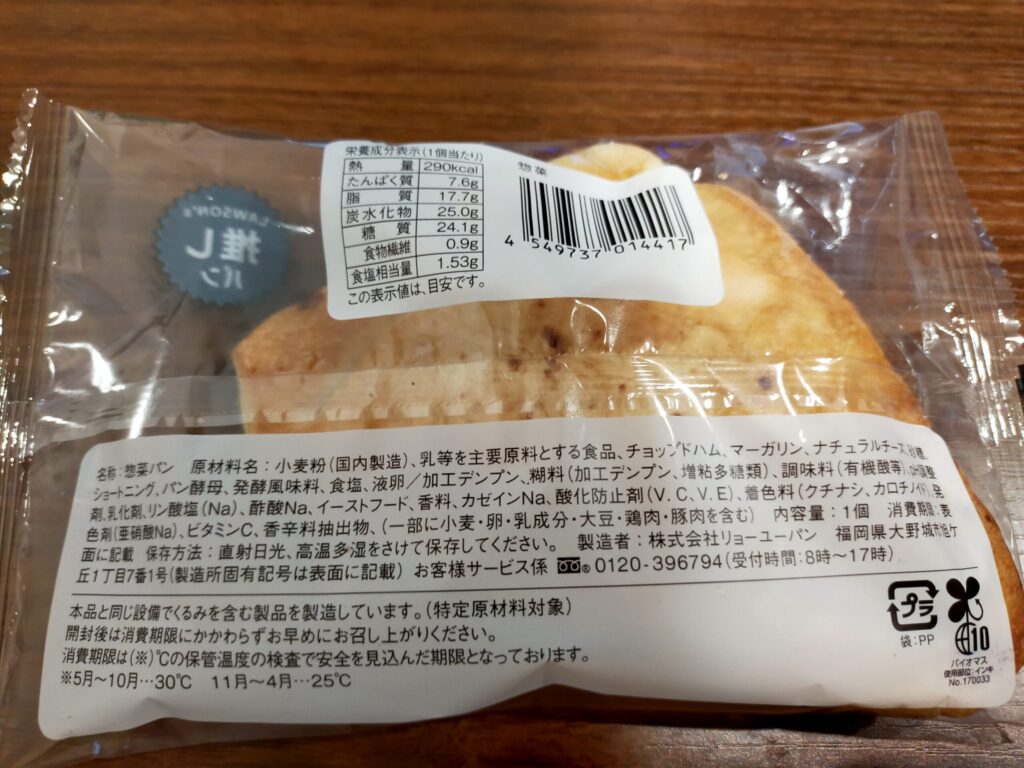 栄養成分表示(1個当たり)
熱量 290kcal
たんぱく質 7.6g
脂質 17.7g
炭水化物 25.0g
糖質 24.1g
食物繊維 0.9g
食塩相当量 1.53g
この表示値は、目安です。
惣菜
4 549737 014417
LAWSON'S
推し
パン
名称:惣菜パン 原材料名:小麦粉(国内製造)、乳等を主要原料とする食品、チョップドハム、マーガリン、ナチュラルチーズ、砂糖、
ショートニング、パン酵母、発酵風味料、食塩、液卵/加工デンプン、糊料(加工デンプン、増粘多糖類)、調味料(有機酸等)、pH調整
剤、乳化剤、リン酸塩(Na)、酢酸Na、イーストフード、香料、カゼインNa、酸化防止剤(V.C、V.E)、着色料(クチナシ、カロチノイド)、発
色剤(亜硝酸Na)、ビタミンC、香辛料抽出物、(一部に小麦・卵・乳成分・大豆・鶏肉・豚肉を含む) 内容量:1個 消費期限:表
面に記載 保存方法:直射日光、高温多湿をさけて保存してください。 製造者:株式会社リョーユーパン 福岡県大野城市旭ケ
丘1丁目7番1号(製造所固有記号は表面に記載) お客様サービス係 0120-396794(受付時間:8時〜17時)
本品と同じ設備でくるみを含む製品を製造しています。(特定原材料対象)
開封後は消費期限にかかわらずお早めにお召し上がりください。
消費期限は(※)℃の保管温度の検査で安全を見込んだ期限となっております。
※5月〜10月…30℃ 11月〜4月…25℃
プラ
袋:PP
10
バイオマス
使用部位:インキ
No.170033